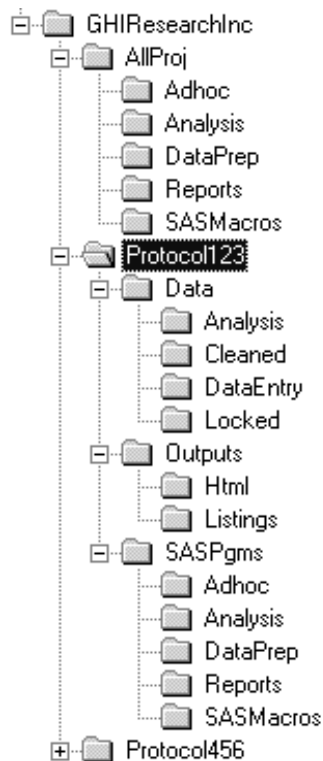 GHIResearchInc
AllProj
Adhoc
Analysis
DataPrep
Reports
SASMacros
Protocol123
Data
Analysis
Cleaned
DataEntry
Locked
Outputs
Html
Listings
SASPgms
Adhoc
Analysis
DataPrep
Reports
SASMacros
Protocol456